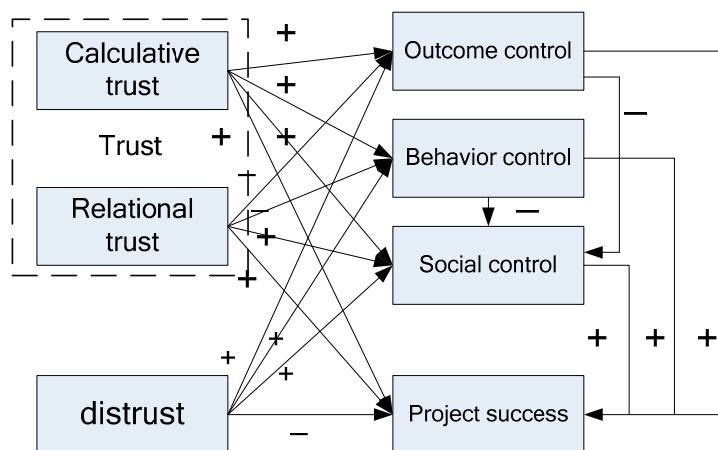 Calculative
trust
Trust
Relational
trust
distrust
Outcome control
Behavior control
Social control
Project success
+
+
+
+
−
−
+
+
+
+
+
−
−
−
+
+
+